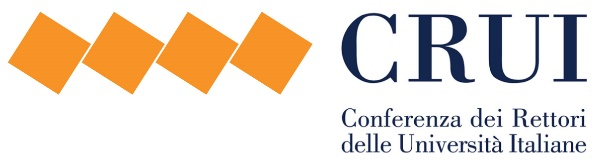 CRUI
Conferenza dei Rettori
delle Università Italiane